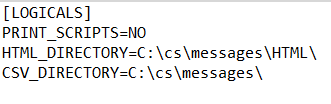 [LOGICALS]
PRINT_SCRIPTS=NO
HTML_DIRECTORY=C:\cs\messages\HTML\
CSV_DIRECTORY=C:\cs\messages\